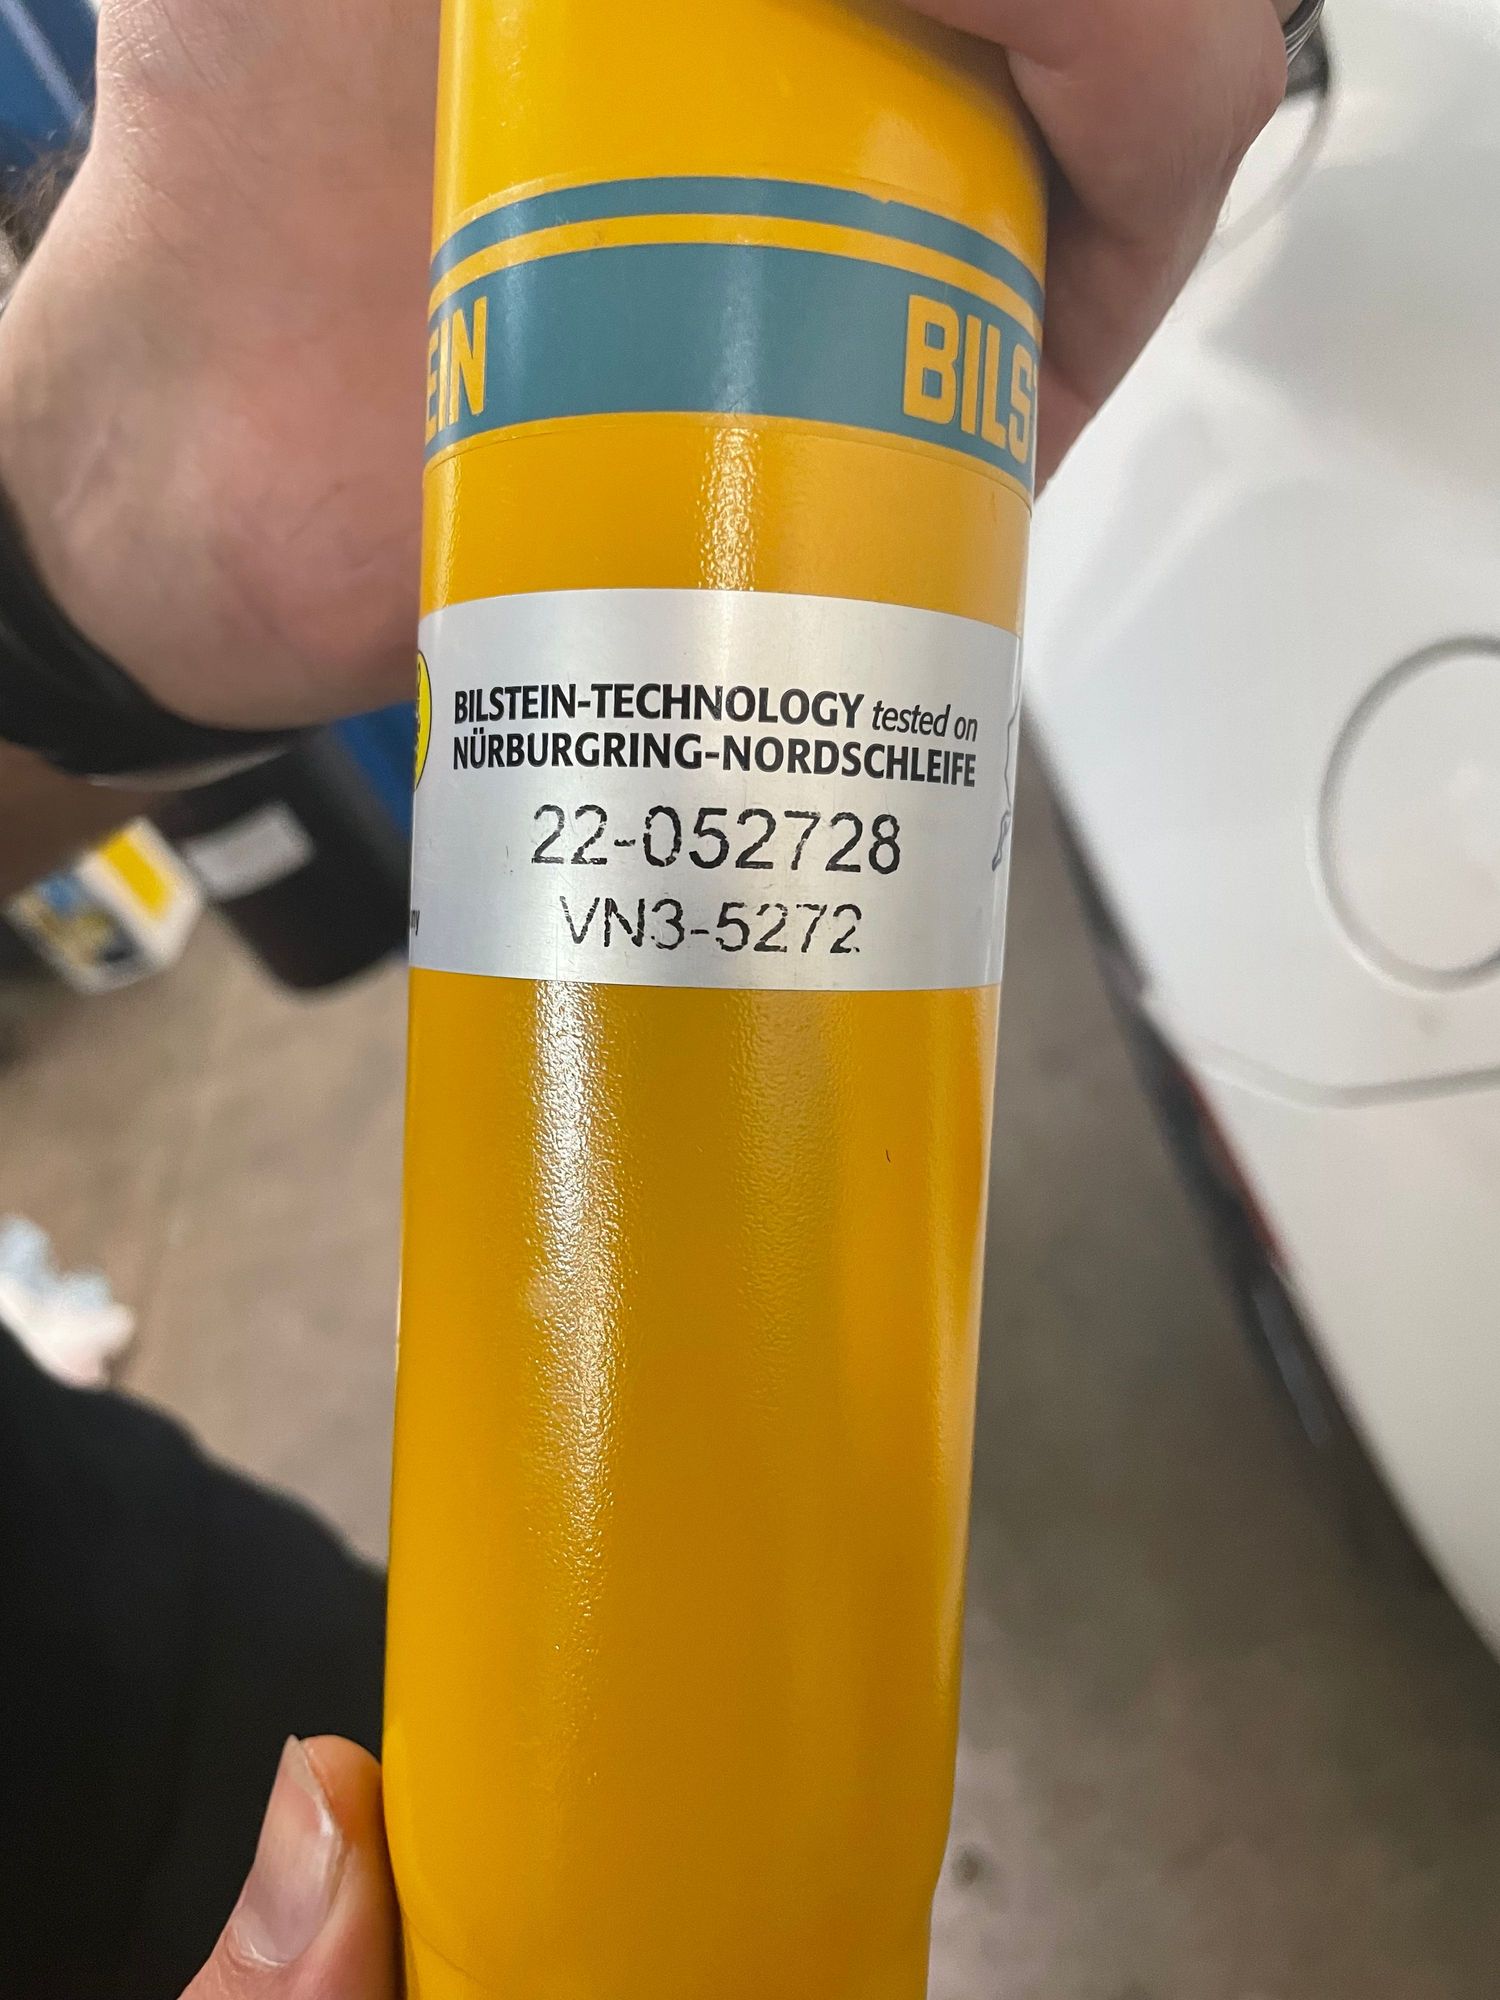 EIN BILS
BILSTEIN-TECHNOLOGY tested on
NÜRBURGRING-NORDSCHLEIFE
22-052728
VN3-5272